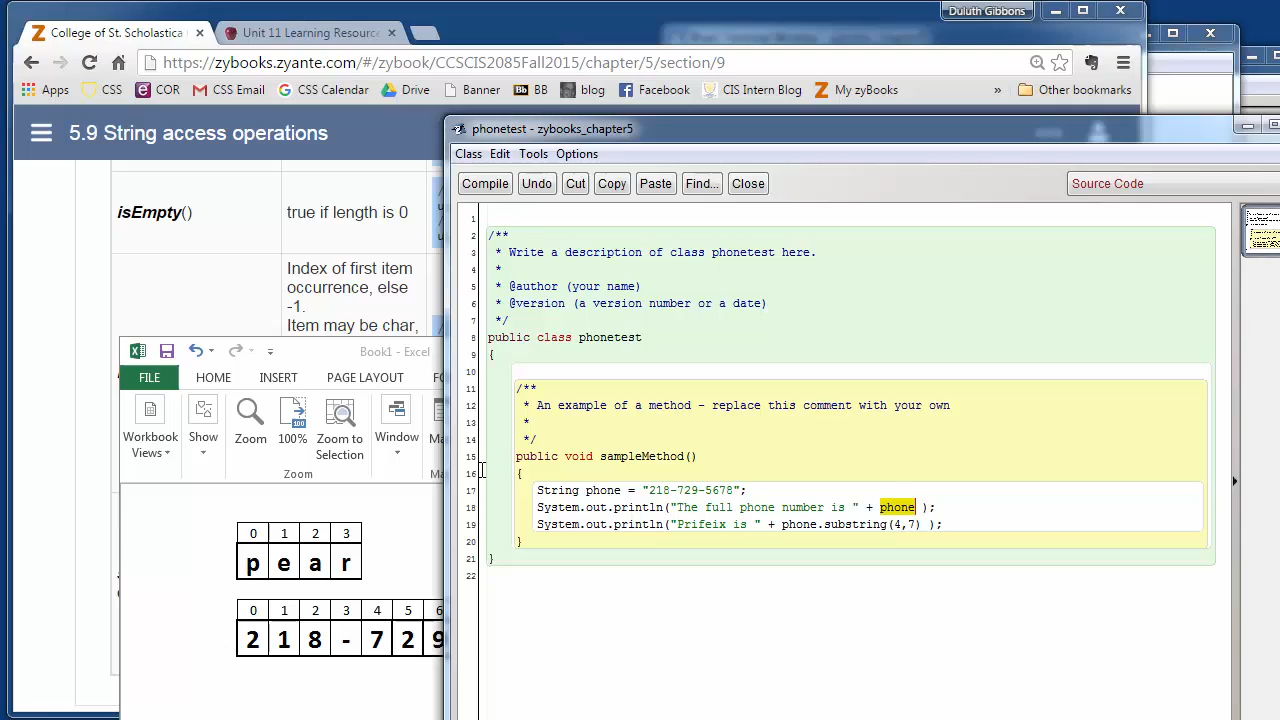 Duluth Gibbons
College of St. Scholastica
Unit 11 Learning Resource
https://zybooks.zyante.com/#/zybook/CCSCIS2085Fall2015/chapter/5/section/9
Apps
CSS
COR
CSS Email
CSS Calendar
Drive
Banner
BB
blog
Facebook
CIS Intern Blog
My zyBooks
»
Other bookmarks
5.9 String access operations
isEmpty()
true if length is 0
Index of first item
occurrence, else
-1.
Item may be char,
Book1 - Excel
FILE
HOME
INSERT
PAGE LAYOUT
Workbook
Views
Show
Zoom
100%
Zoom to
Selection
Window
Zoom
0 1 2 3
p e a r
0 1 2 3 4 5 6
2 1 8 - 7 2 9
phonetest - zybooks_chapter5
Class Edit Tools Options
Compile Undo Cut Copy Paste Find... Close
Source Code
1
2 /**
3 * Write a description of class phonetest here.
4 *
5 * @author (your name)
6 * @version (a version number or a date)
7 */
8 public class phonetest
9 {
10
11 /**
12 * An example of a method - replace this comment with your own
13 *
14 */
15 public void sampleMethod()
16 {
17 String phone = "218-729-5678";
18 System.out.println("The full phone number is " + phone );
19 System.out.println("Prifeix is " + phone.substring(4,7) );
20 }
21 }
22